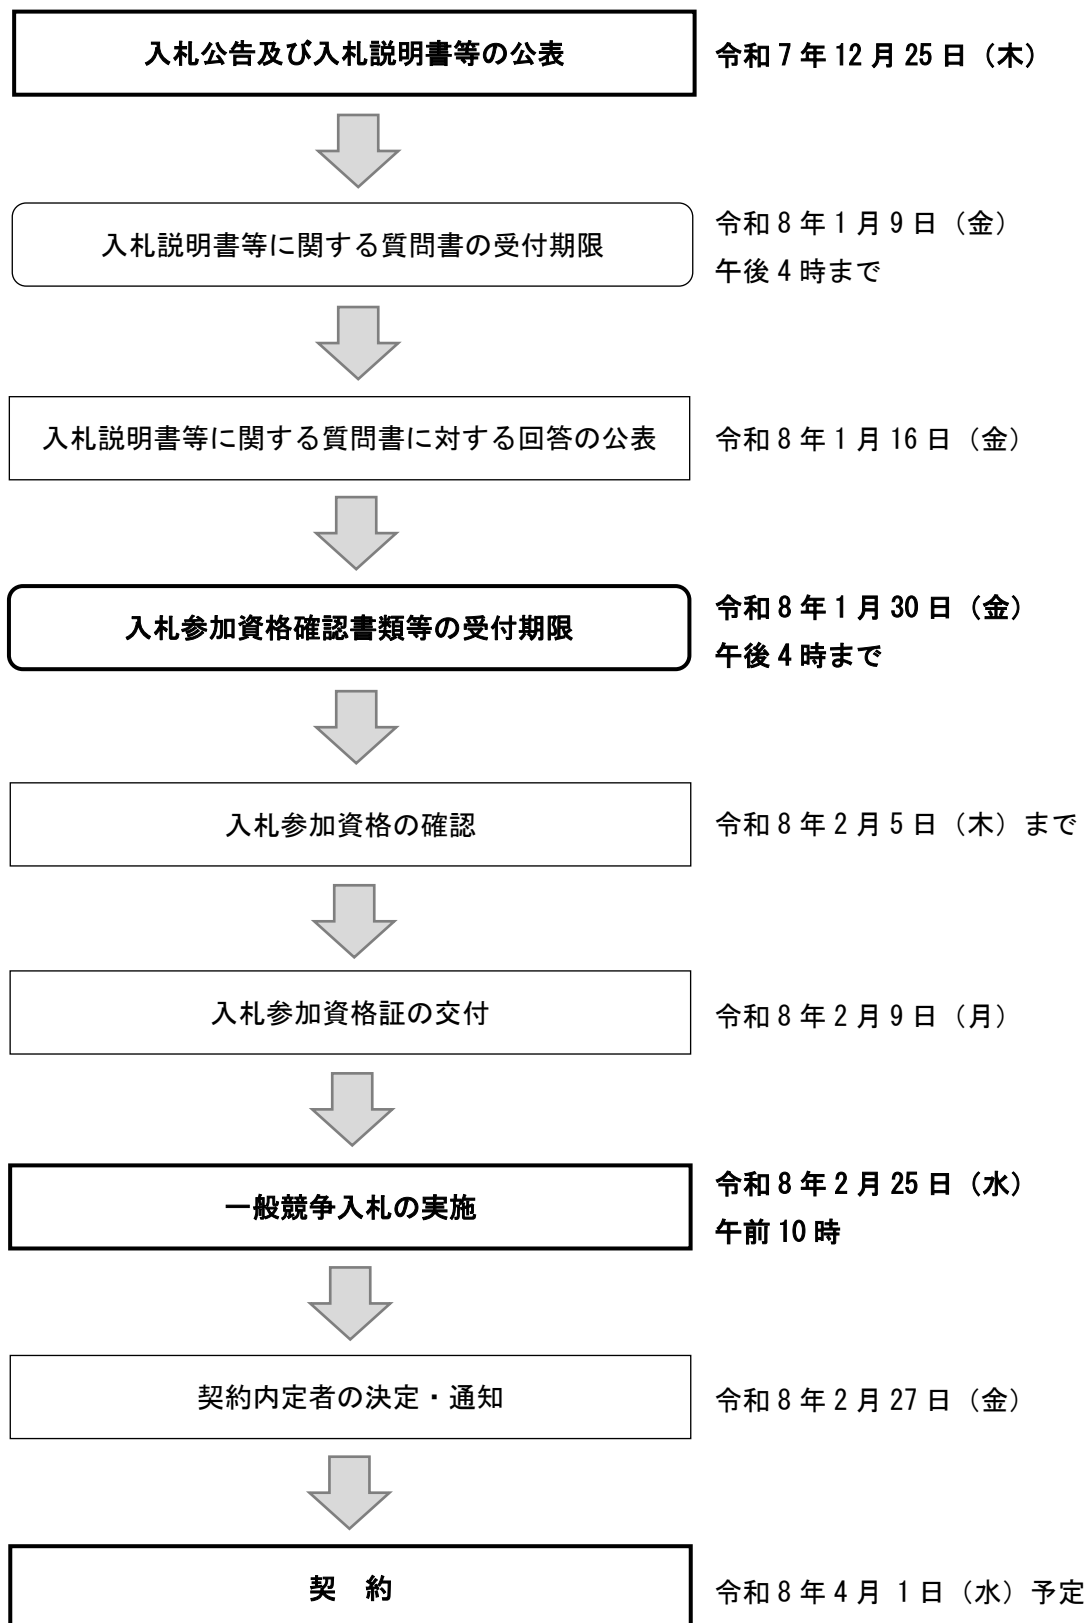 入札公告及び入札説明書等の公表
令和7年12月25日（木）
入札説明書等に関する質問書の受付期限
令和8年1月9日（金）
午後4時まで
入札説明書等に関する質問書に対する回答の公表
令和8年1月16日（金）
入札参加資格確認書類等の受付期限
令和8年1月30日（金）
午後4時まで
入札参加資格の確認
令和8年2月5日（木）まで
入札参加資格証の交付
令和8年2月9日（月）
一般競争入札の実施
令和8年2月25日（水）
午前10時
契約内定者の決定・通知
令和8年2月27日（金）
契　約
令和8年4月 1日（水）予定